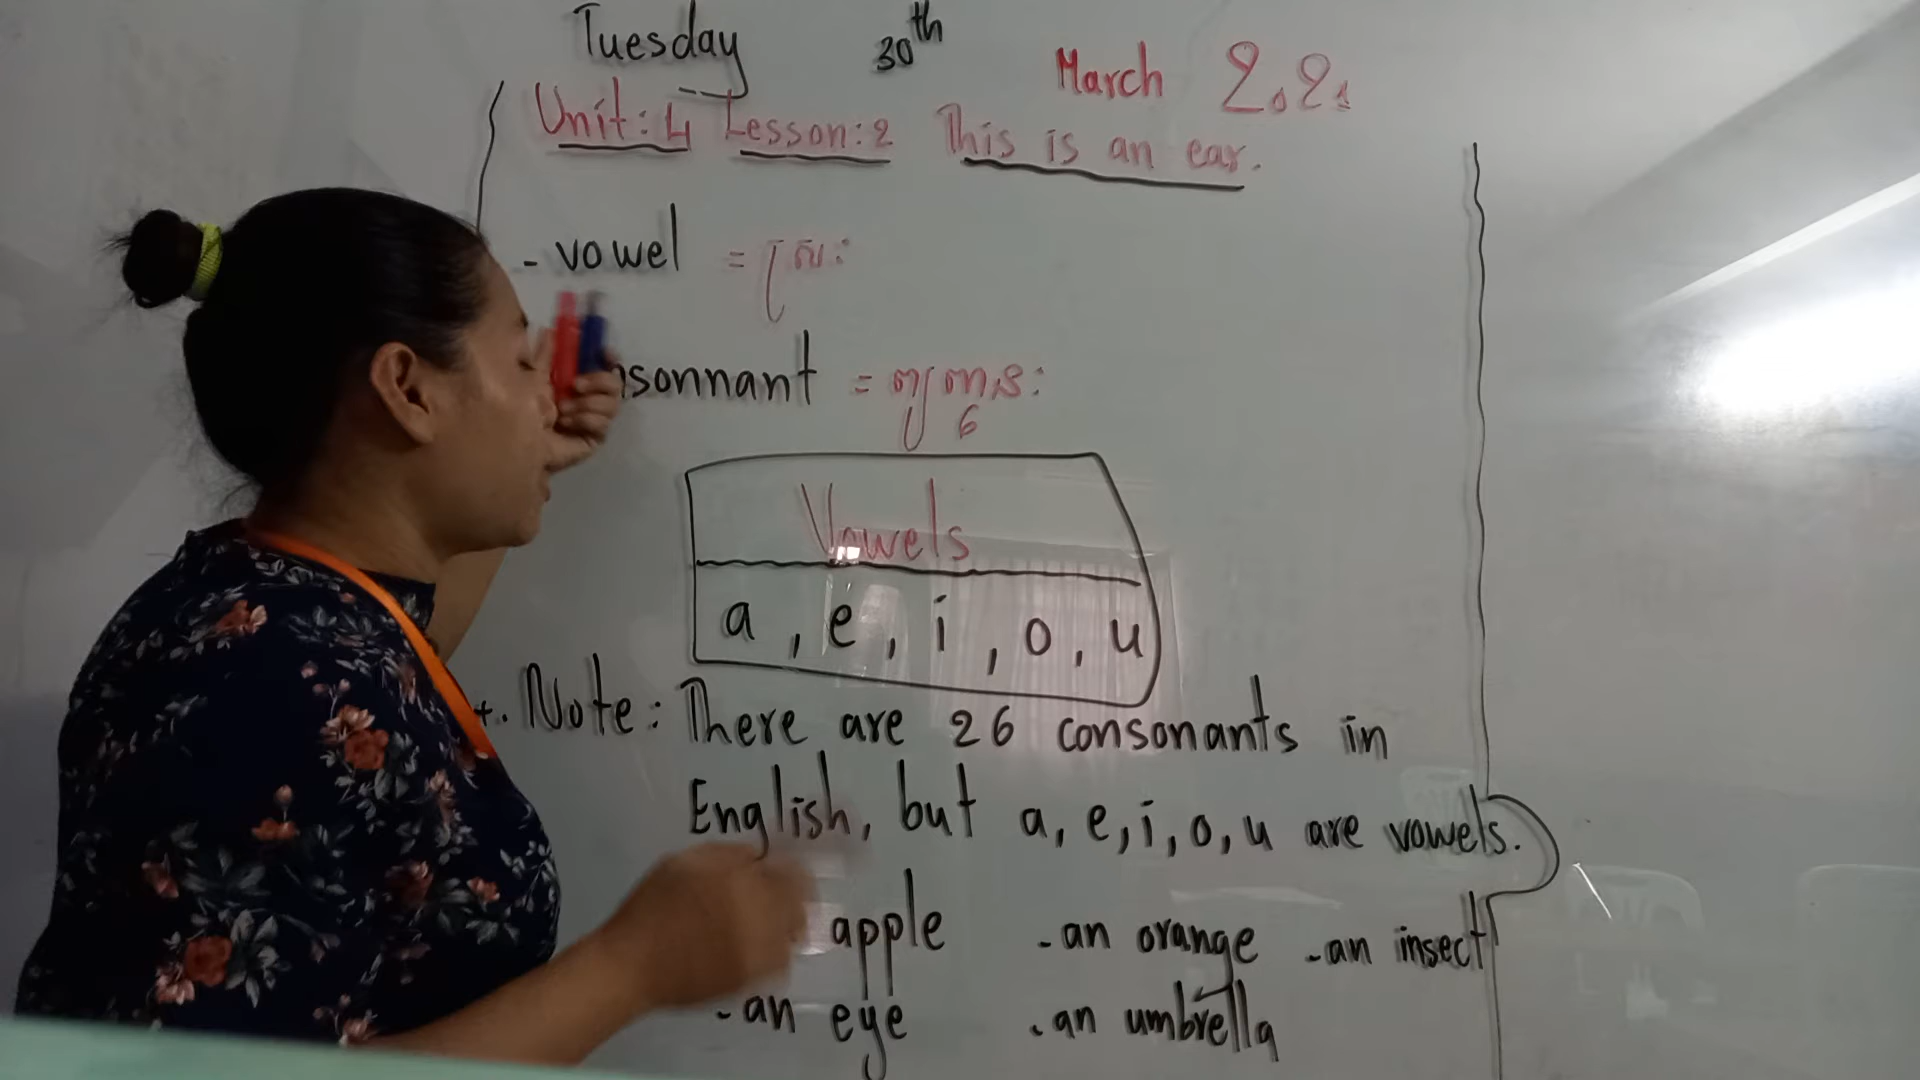 Tuesday 30th March 2021
Unit: 4 Lesson: 2 This is an ear.
- vowel = ស្រៈ
nsonnant = ព្យញ្ជនៈ
Vowels
a, e, i, o, u
+. Note: There are 26 consonants in
English, but a, e, i, o, u are vowels.
apple - an orange - an insect
- an eye - an umbrella